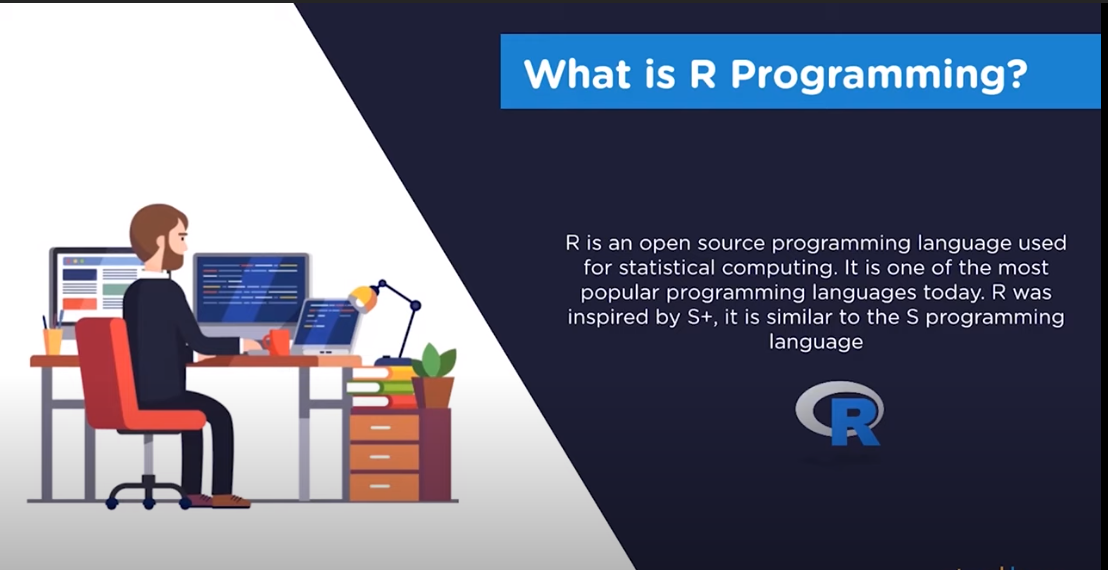 What is R Programming?
R is an open source programming language used
for statistical computing. It is one of the most
popular programming languages today. R was
inspired by S+, it is similar to the S programming
language
R